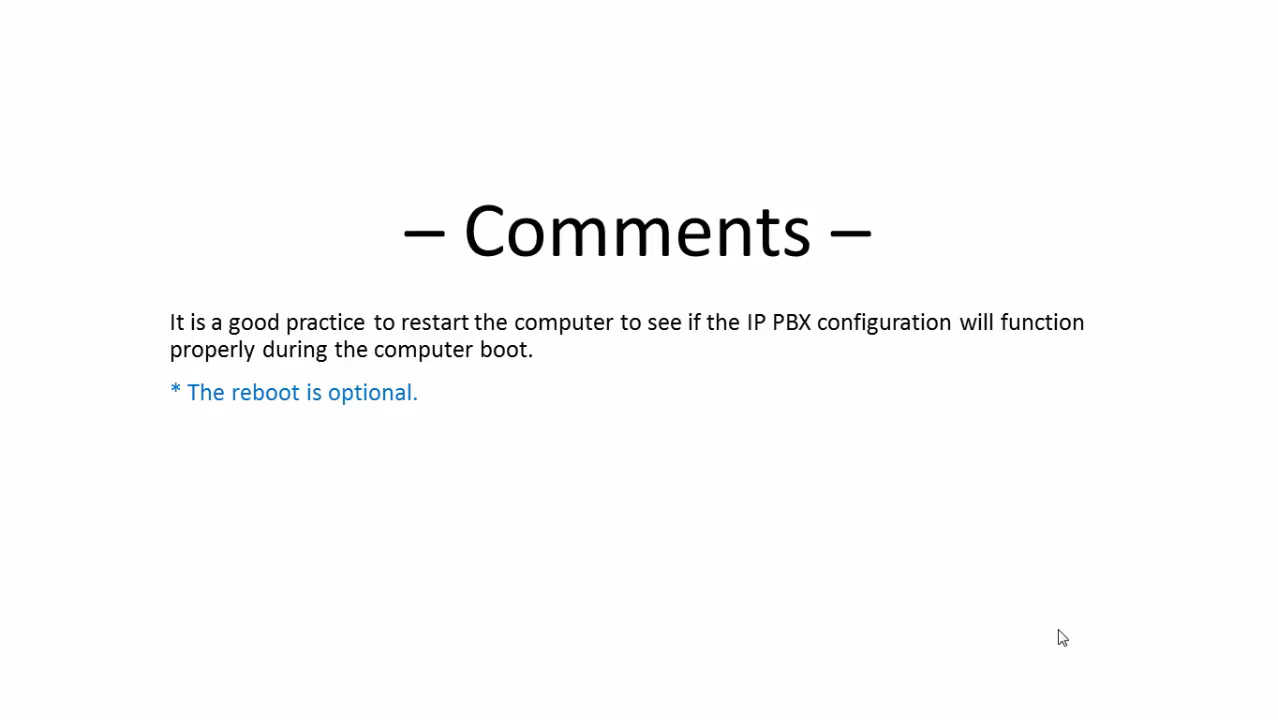 – Comments –
It is a good practice to restart the computer to see if the IP PBX configuration will function
properly during the computer boot.
* The reboot is optional.